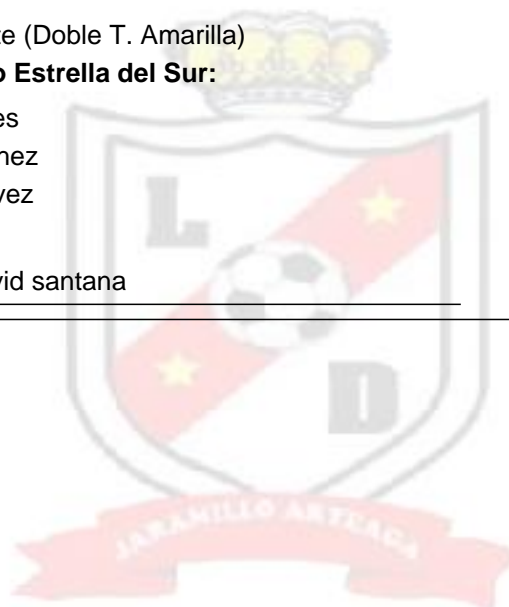 te (Doble T. Amarilla)
o Estrella del Sur:
es
nez
vez
vid santana
L
D
JARAMILLO ARTEAGA